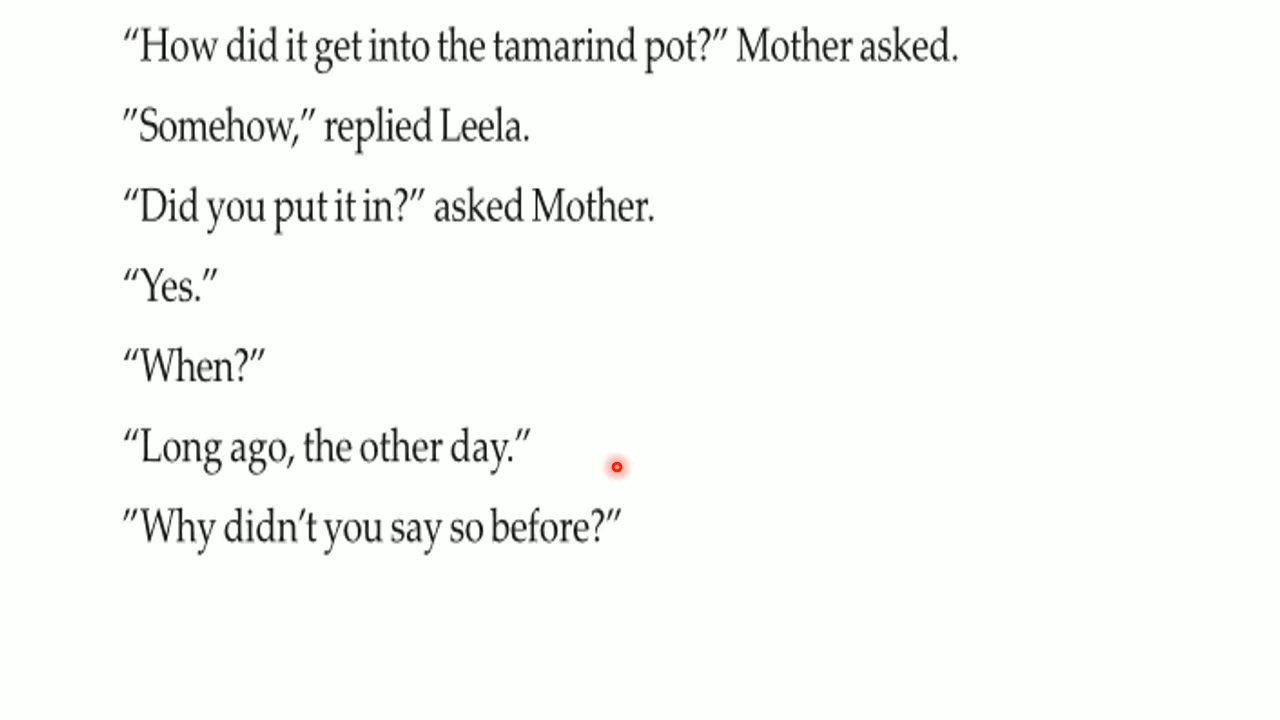 “How did it get into the tamarind pot?” Mother asked.
”Somehow,” replied Leela.
“Did you put it in?” asked Mother.
“Yes.”
“When?”
“Long ago, the other day.”
”Why didn’t you say so before?”